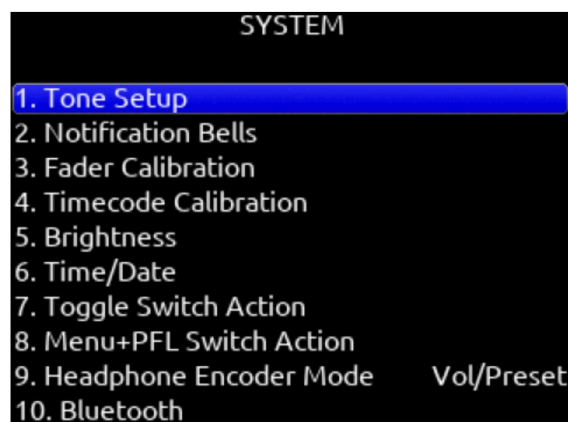 SYSTEM
1. Tone Setup
2. Notification Bells
3. Fader Calibration
4. Timecode Calibration
5. Brightness
6. Time/Date
7. Toggle Switch Action
8. Menu+PFL Switch Action
9. Headphone Encoder Mode Vol/Preset
10. Bluetooth